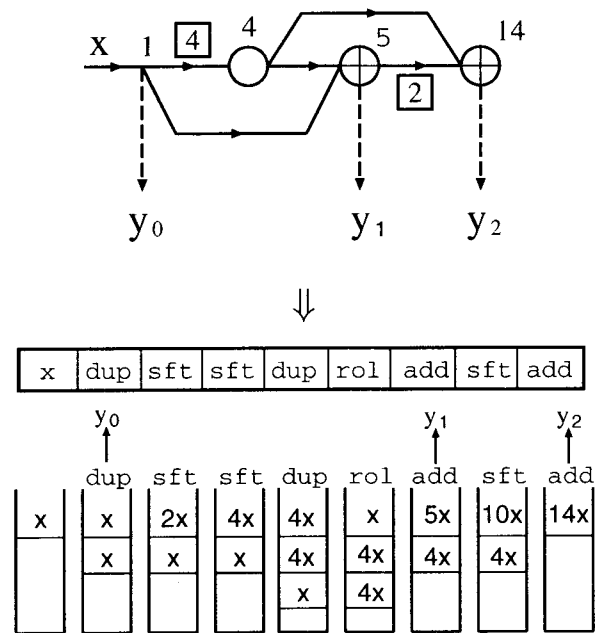 x 1 4 4 5 14
2
y0 y1 y2
⇓
x dup sft sft dup rol add sft add
y0 y1 y2
dup sft sft dup rol add sft add
x x 2x 4x 4x x 5x 10x 14x
x x x 4x 4x 4x 4x
x 4x